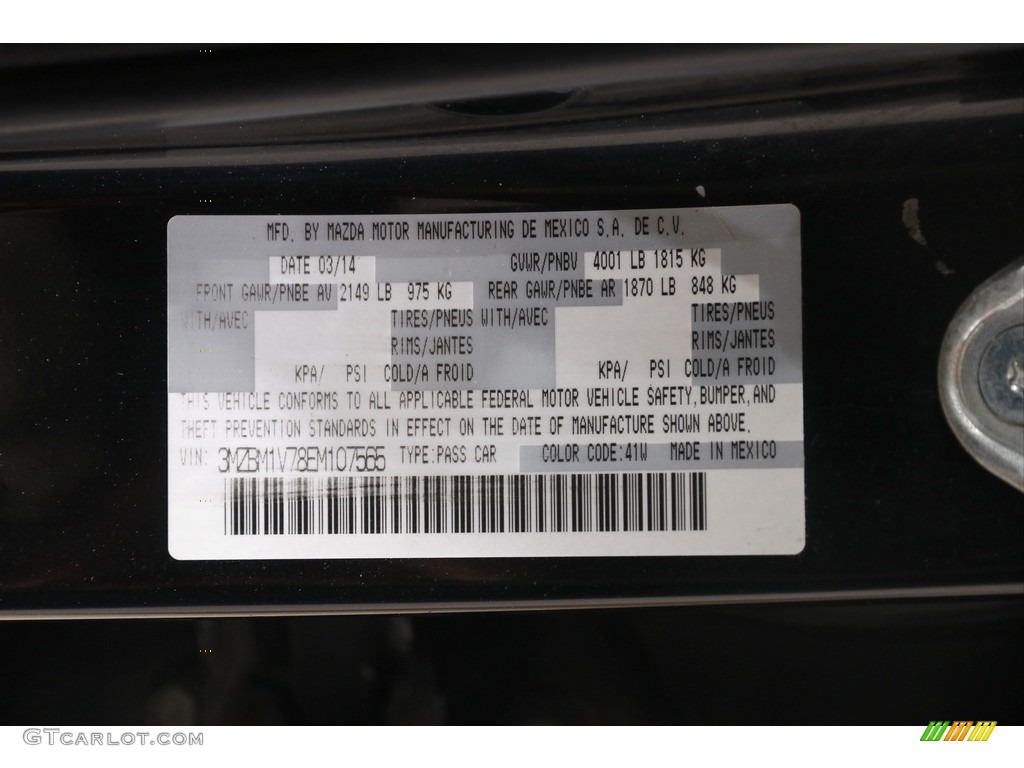 MFD. BY MAZDA MOTOR MANUFACTURING DE MEXICO S.A. DE C.V.
DATE 03/14 GVWR/PNBV 4001 LB 1815 KG
FRONT GAWR/PNBE AV 2149 LB 975 KG REAR GAWR/PNBE AR 1870 LB 848 KG
WITH/AVEC TIRES/PNEUS WITH/AVEC TIRES/PNEUS
RIMS/JANTES RIMS/JANTES
KPA/ PSI COLD/A FROID KPA/ PSI COLD/A FROID
THIS VEHICLE CONFORMS TO ALL APPLICABLE FEDERAL MOTOR VEHICLE SAFETY, BUMPER, AND
THEFT PREVENTION STANDARDS IN EFFECT ON THE DATE OF MANUFACTURE SHOWN ABOVE.
VIN: 3MZBM1V78EM107565 TYPE:PASS CAR COLOR CODE:41W MADE IN MEXICO
GTCARLOT.COM